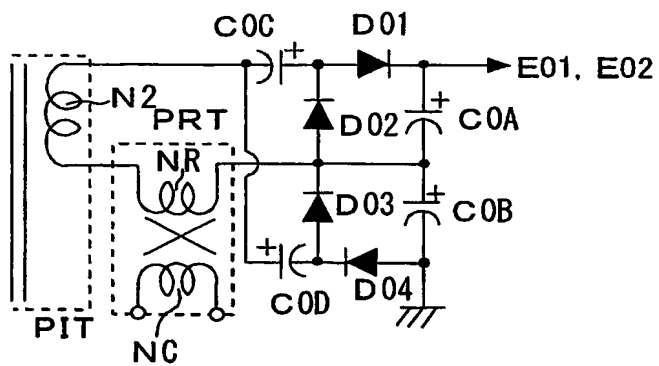 C0C
D01
E01, E02
N2
PRT
D02
C0A
NR
D03
C0B
C0D
D04
PIT
NC